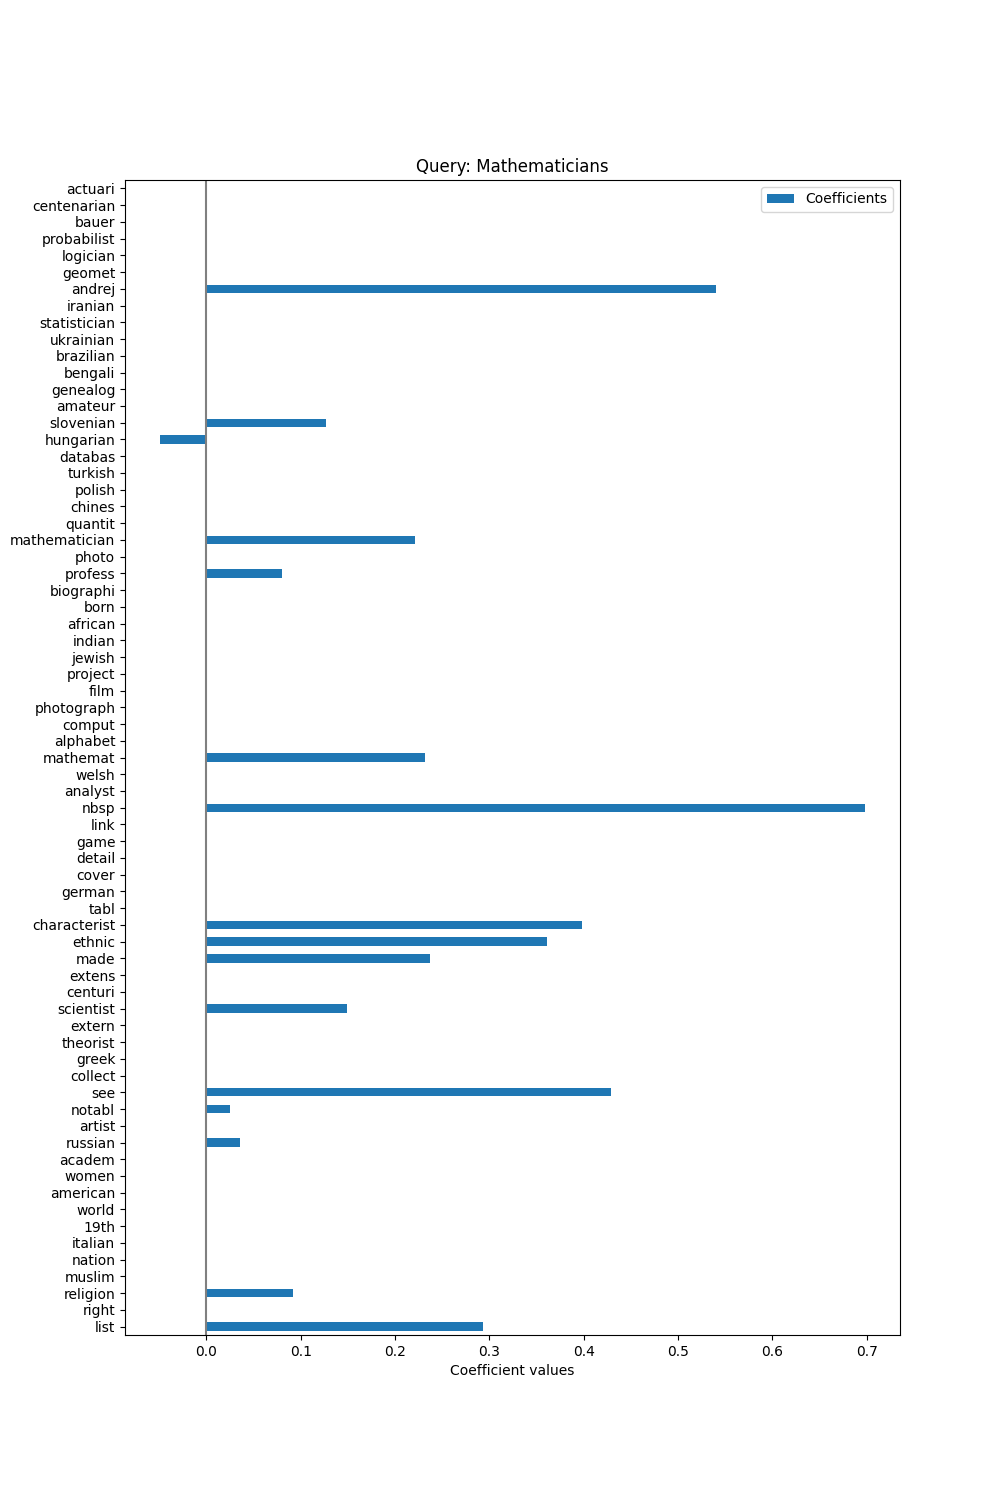 Query: Mathematicians
Coefficients
actuari
centenarian
bauer
probabilist
logician
geomet
andrej
iranian
statistician
ukrainian
brazilian
bengali
genealog
amateur
slovenian
hungarian
databas
turkish
polish
chines
quantit
mathematician
photo
profess
biographi
born
african
indian
jewish
project
film
photograph
comput
alphabet
mathemat
welsh
analyst
nbsp
link
game
detail
cover
german
tabl
characterist
ethnic
made
extens
centuri
scientist
extern
theorist
greek
collect
see
notabl
artist
russian
academ
women
american
world
19th
italian
nation
muslim
religion
right
list
0.0 0.1 0.2 0.3 0.4 0.5 0.6 0.7
Coefficient values